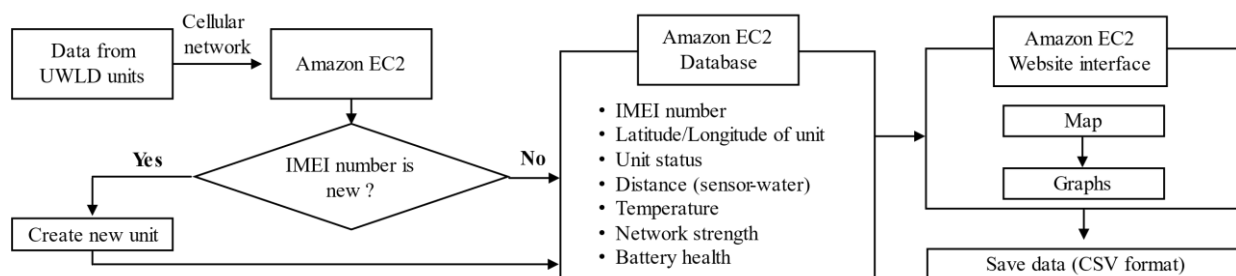 Data from
UWLD units
Cellular
network
Amazon EC2
IMEI number is
new ?
Yes
No
Create new unit
Amazon EC2
Database
• IMEI number
• Latitude/Longitude of unit
• Unit status
• Distance (sensor-water)
• Temperature
• Network strength
• Battery health
Amazon EC2
Website interface
Map
Graphs
Save data (CSV format)